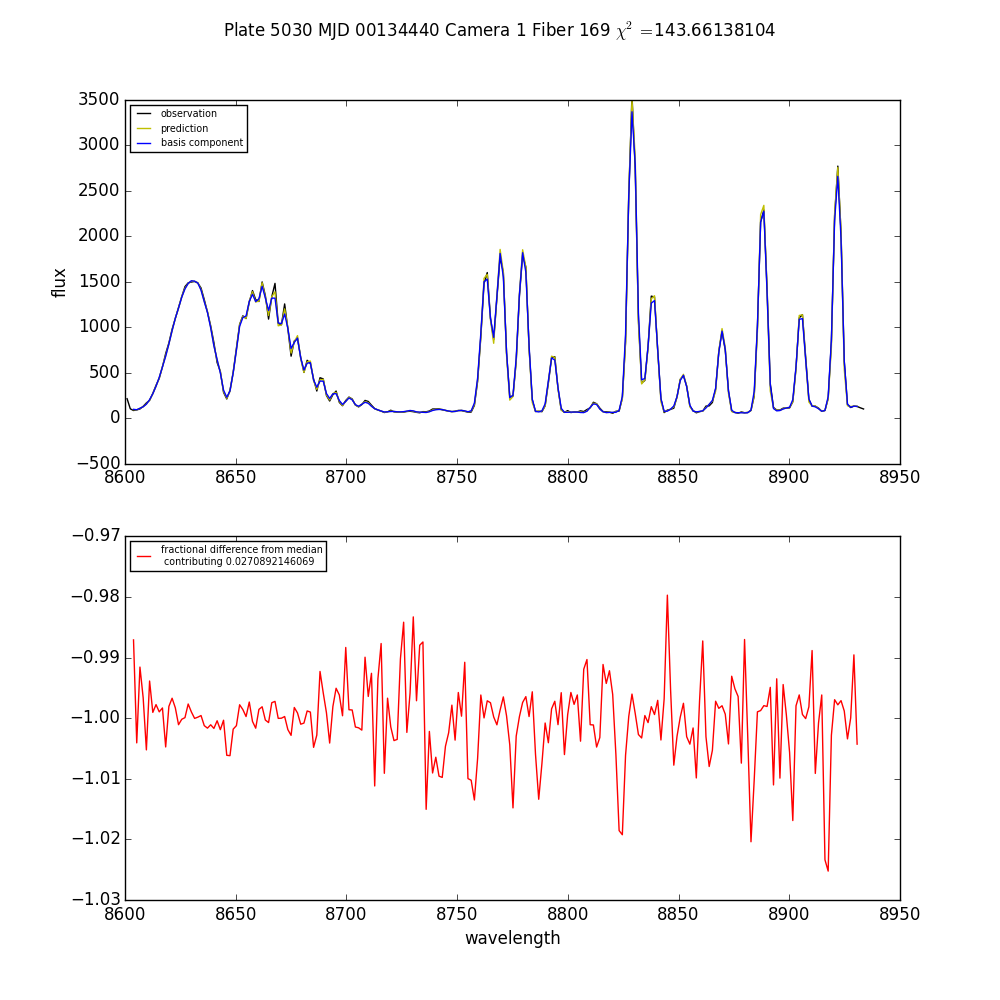 Plate 5030 MJD 00134440 Camera 1 Fiber 169 χ² =143.66138104
3500
3000
2500
2000
1500
1000
500
0
−500
flux
observation
prediction
basis component
8600 8650 8700 8750 8800 8850 8900 8950
−0.97
−0.98
−0.99
−1.00
−1.01
−1.02
−1.03
fractional difference from median
contributing 0.0270892146069
8600 8650 8700 8750 8800 8850 8900 8950
wavelength